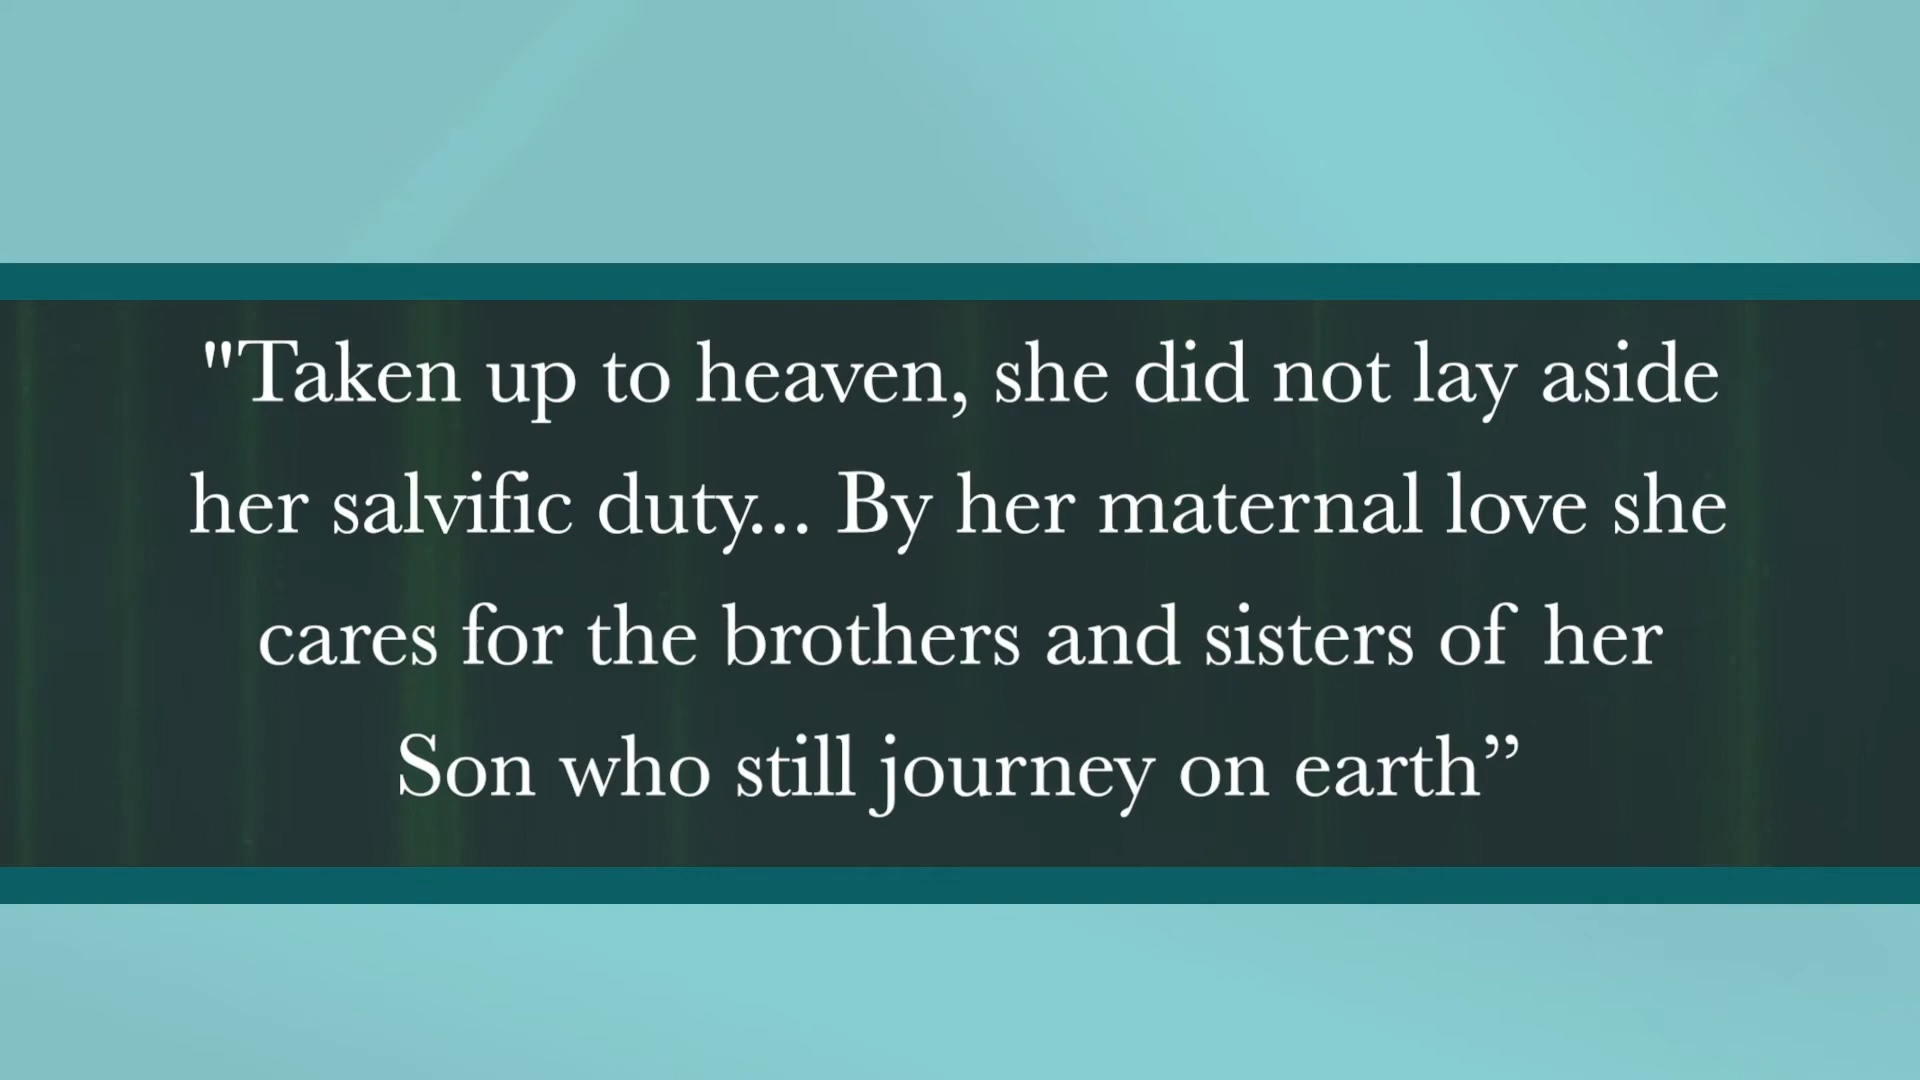 "Taken up to heaven, she did not lay aside
her salvific duty... By her maternal love she
cares for the brothers and sisters of her
Son who still journey on earth”